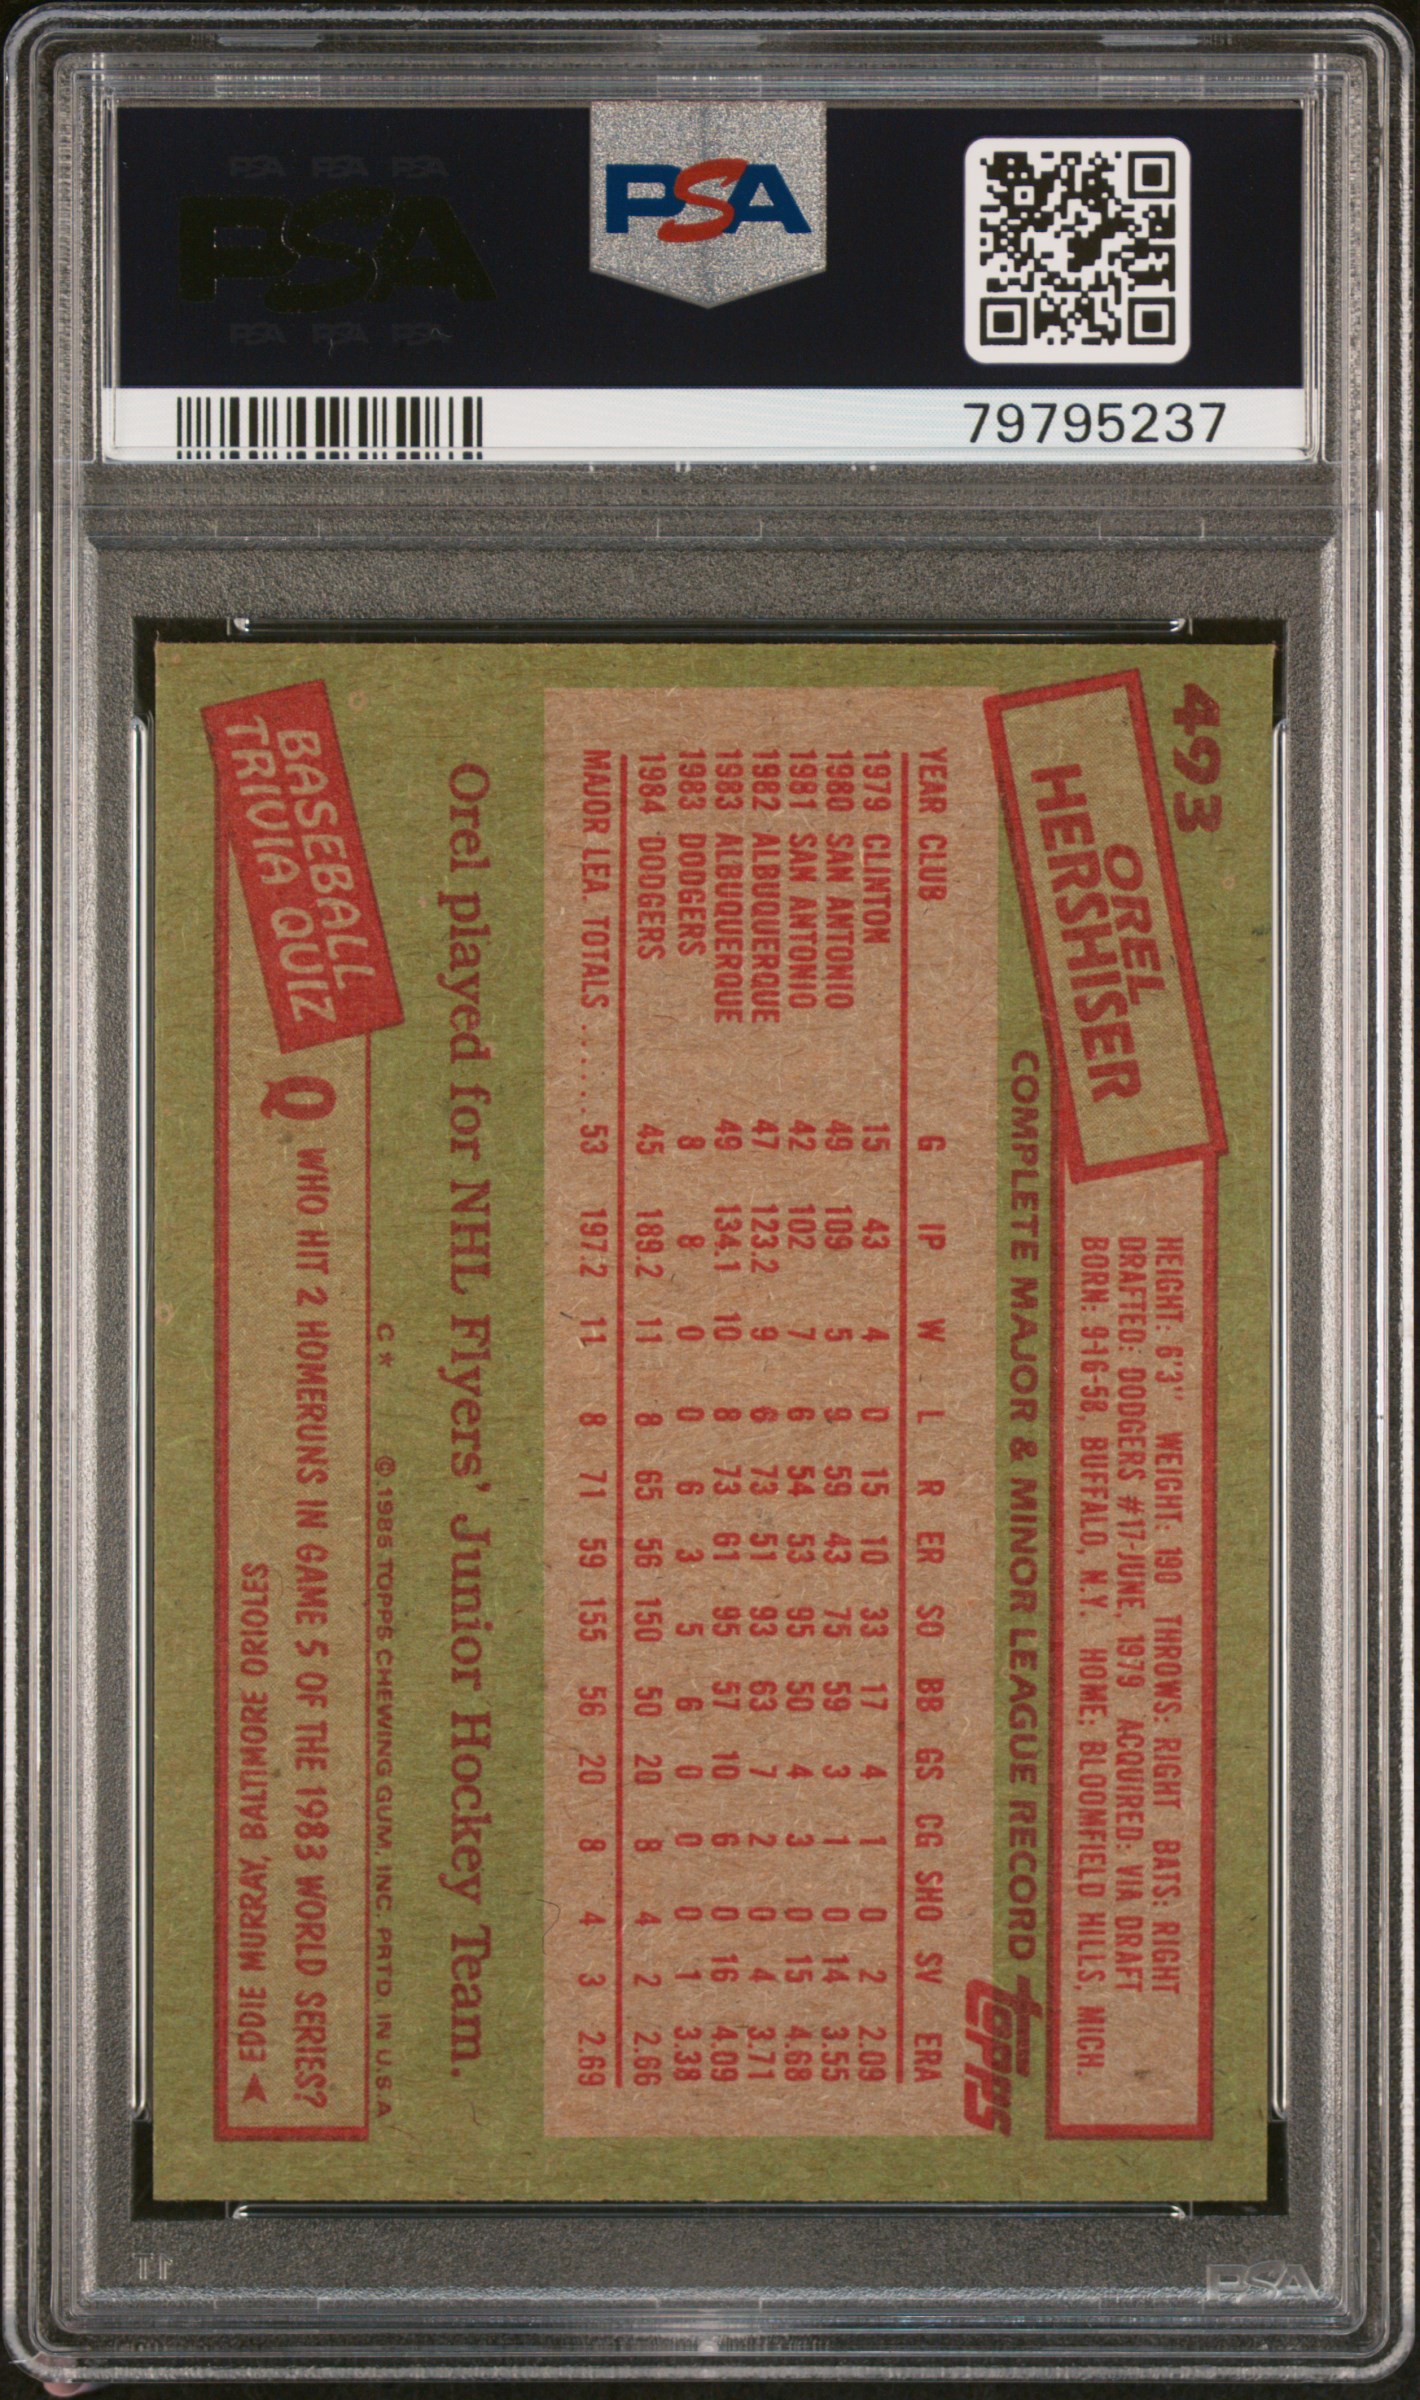 PSA PSA PSA
PSA
PSA PSA PSA
PSA
79795237
493
OREL
HERSHISER
HEIGHT: 6'3" WEIGHT: 190 THROWS: RIGHT BATS: RIGHT
DRAFTED: DODGERS #17-JUNE, 1979 ACQUIRED: VIA DRAFT
BORN: 9-16-58, BUFFALO, N.Y. HOME: BLOOMFIELD HILLS, MICH.
COMPLETE MAJOR & MINOR LEAGUE RECORD
topps
YEAR CLUB G IP W L R ER SO BB GS CG SHO SV ERA
1979 CLINTON 15 43 4 0 15 10 33 17 4 1 0 2 2.09
1980 SAN ANTONIO 49 109 5 9 59 43 75 59 3 1 0 14 3.55
1981 SAN ANTONIO 42 102 7 6 54 53 95 50 4 3 0 15 4.68
1982 ALBUQUERQUE 47 123.2 9 6 73 51 93 63 7 2 0 4 3.71
1983 ALBUQUERQUE 49 134.1 10 8 73 61 95 57 10 6 0 16 4.09
1983 DODGERS 8 8 0 0 6 3 5 6 0 0 0 1 3.38
1984 DODGERS 45 189.2 11 8 65 56 150 50 20 8 4 2 2.66
MAJOR LEA. TOTALS ...... 53 197.2 11 8 71 59 155 56 20 8 4 3 2.69
Orel played for NHL Flyers' Junior Hockey Team.
C* © 1985 TOPPS CHEWING GUM, INC. PRTD. IN U.S.A
BASEBALL
TRIVIA QUIZ
Q WHO HIT 2 HOMERUNS IN GAME 5 OF THE 1983 WORLD SERIES?
➤ EDDIE MURRAY, BALTIMORE ORIOLES
PSA